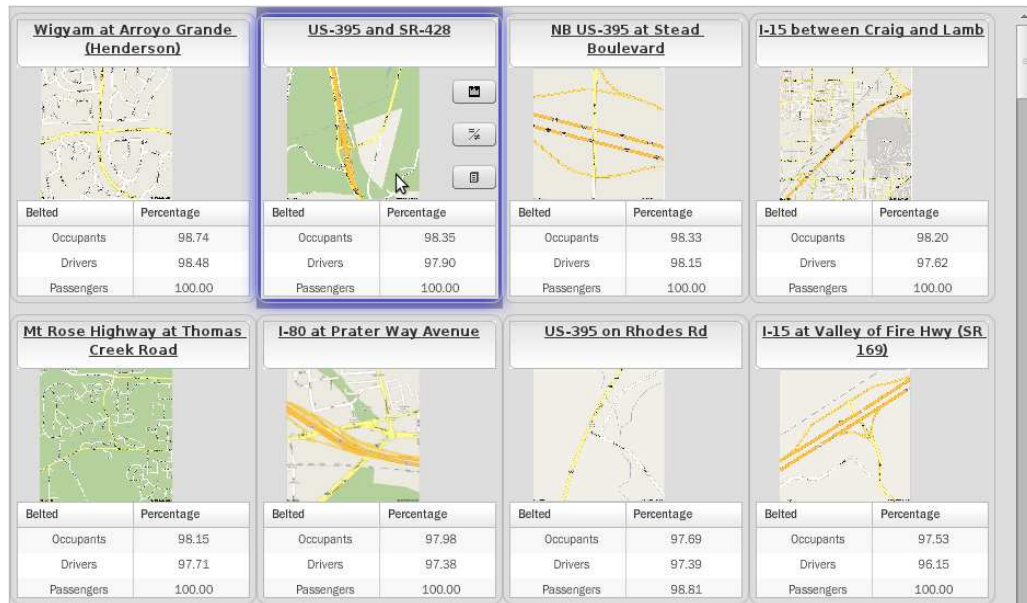 Wigyam at Arroyo Grande
(Henderson)
Belted Percentage
Occupants 98.74
Drivers 98.48
Passengers 100.00
US-395 and SR-428
Belted Percentage
Occupants 98.35
Drivers 97.90
Passengers 100.00
NB US-395 at Stead
Boulevard
Belted Percentage
Occupants 98.33
Drivers 98.15
Passengers 100.00
I-15 between Craig and Lamb
Belted Percentage
Occupants 98.20
Drivers 97.62
Passengers 100.00
Mt Rose Highway at Thomas
Creek Road
Belted Percentage
Occupants 98.15
Drivers 97.71
Passengers 100.00
I-80 at Prater Way Avenue
Belted Percentage
Occupants 97.98
Drivers 97.38
Passengers 100.00
US-395 on Rhodes Rd
Belted Percentage
Occupants 97.69
Drivers 97.39
Passengers 98.81
I-15 at Valley of Fire Hwy (SR
169)
Belted Percentage
Occupants 97.53
Drivers 96.15
Passengers 100.00